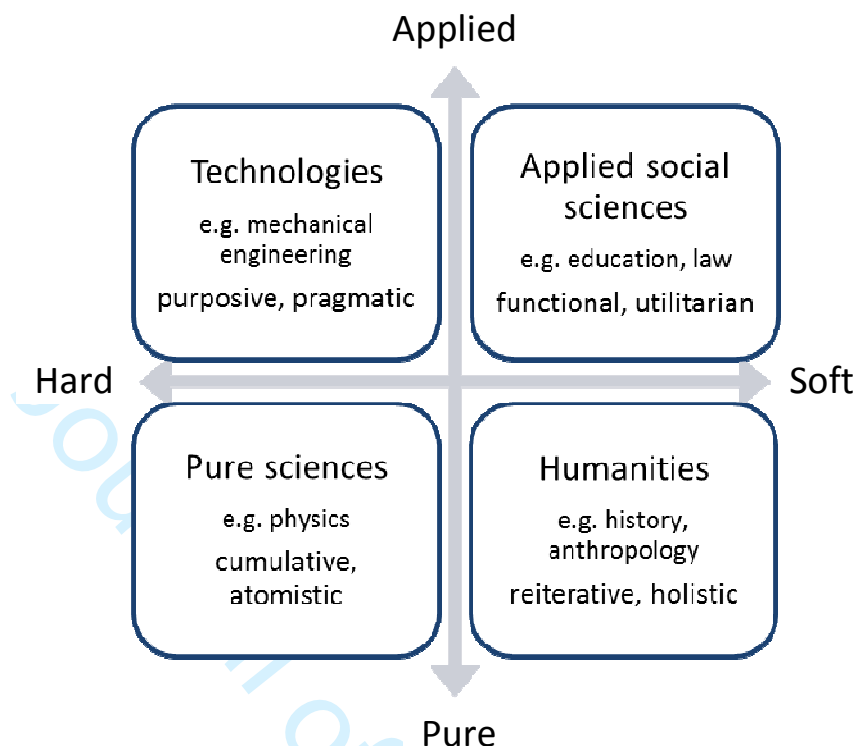 Applied
Technologies
e.g. mechanical
engineering
purposive, pragmatic
Applied social
sciences
e.g. education, law
functional, utilitarian
Hard
Soft
Pure sciences
e.g. physics
cumulative,
atomistic
Humanities
e.g. history,
anthropology
reiterative, holistic
Pure